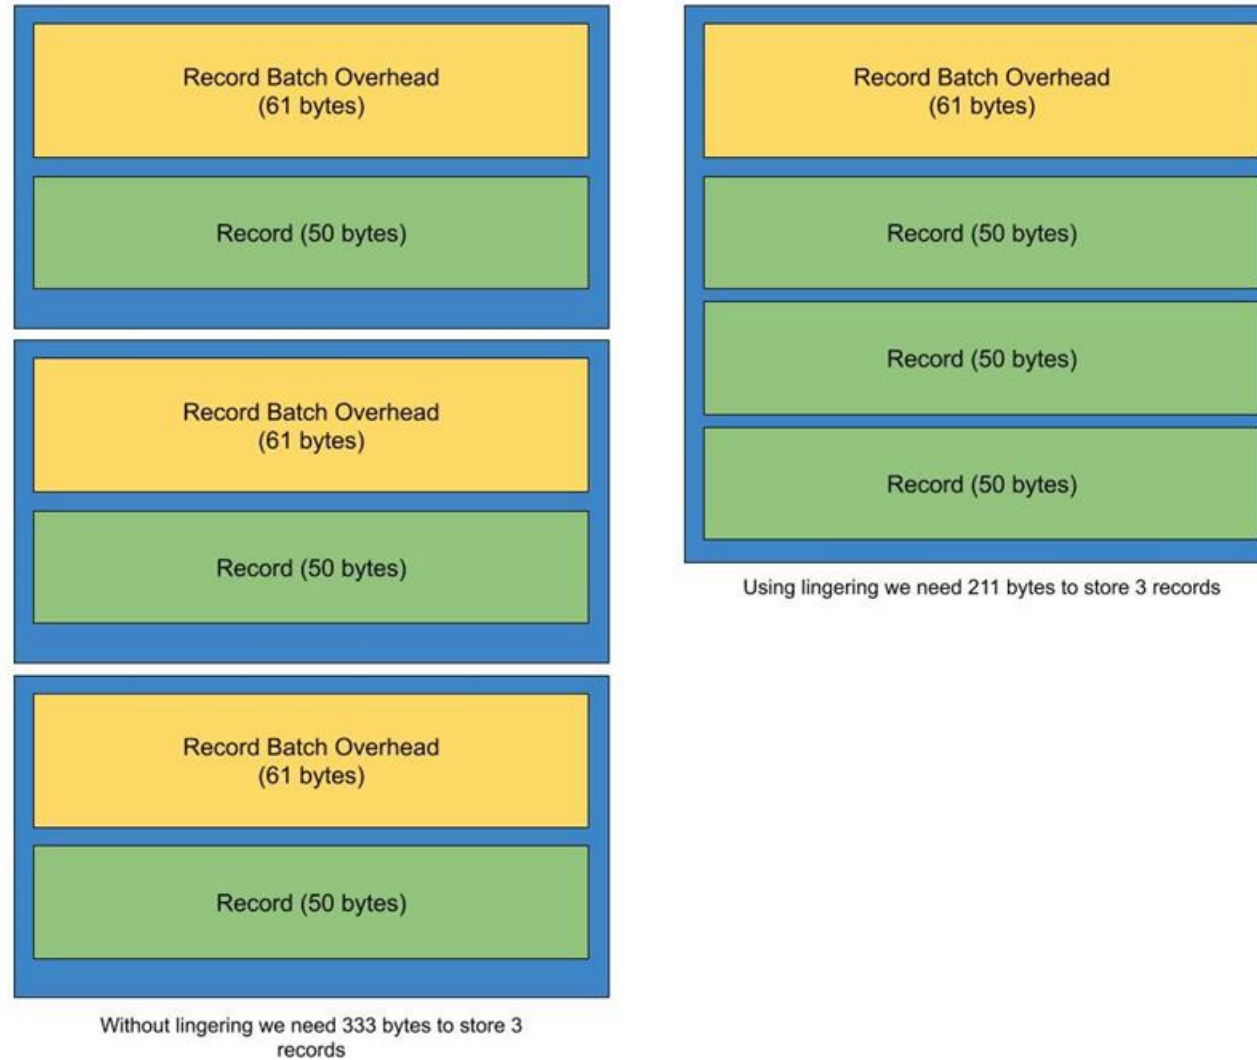 Record Batch Overhead
(61 bytes)
Record (50 bytes)
Record Batch Overhead
(61 bytes)
Record (50 bytes)
Record Batch Overhead
(61 bytes)
Record (50 bytes)
Without lingering we need 333 bytes to store 3
records
Record Batch Overhead
(61 bytes)
Record (50 bytes)
Record (50 bytes)
Record (50 bytes)
Using lingering we need 211 bytes to store 3 records